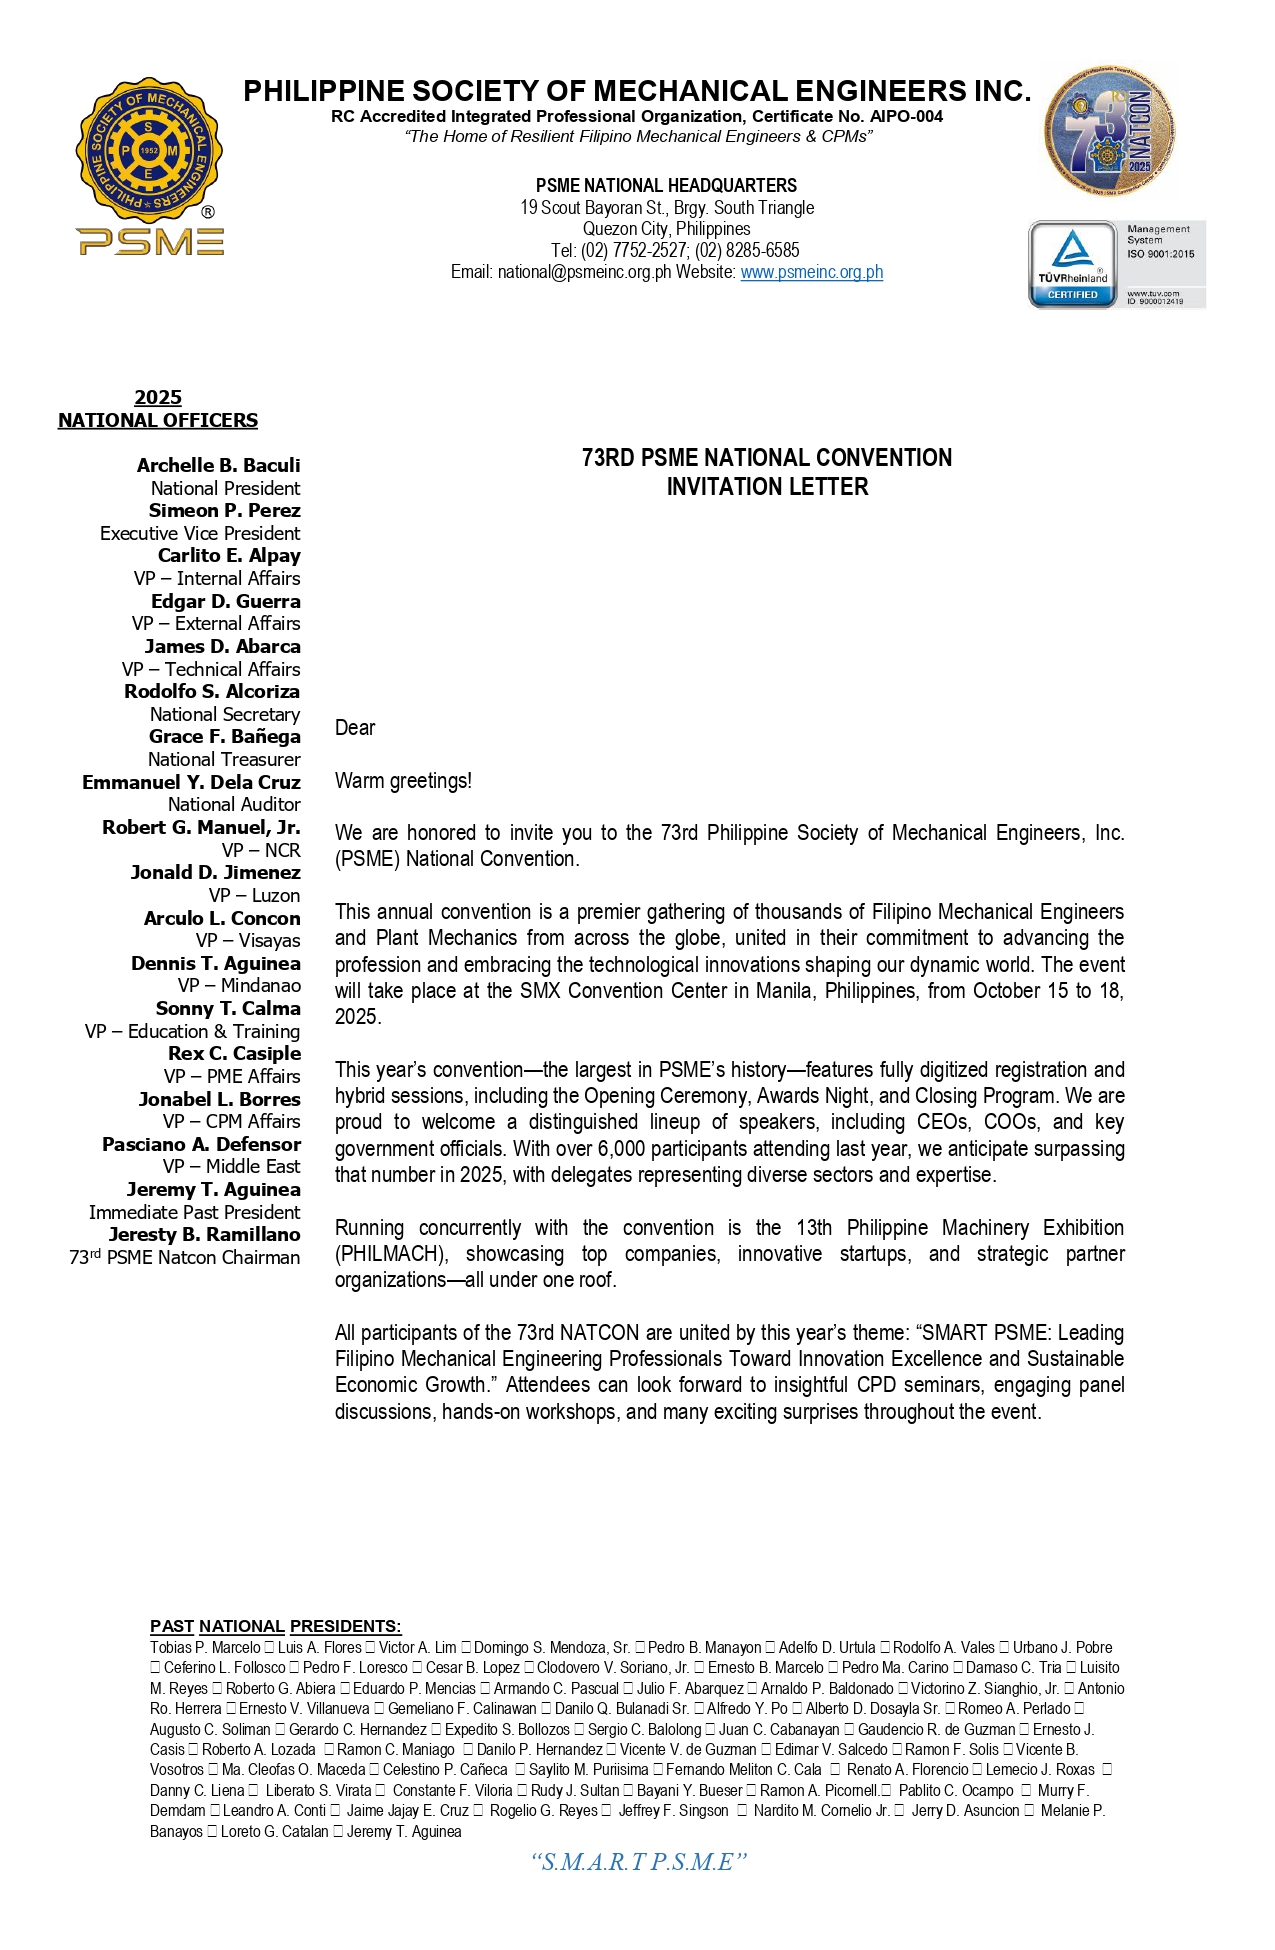 PHILIPPINE SOCIETY OF MECHANICAL ENGINEERS
S
P 1952 M
E
®
PSME
PHILIPPINE SOCIETY OF MECHANICAL ENGINEERS INC.
RC Accredited Integrated Professional Organization, Certificate No. AIPO-004
“The Home of Resilient Filipino Mechanical Engineers & CPMs”
PSME NATIONAL HEADQUARTERS
19 Scout Bayoran St., Brgy. South Triangle
Quezon City, Philippines
Tel: (02) 7752-2527; (02) 8285-6585
Email: national@psmeinc.org.ph Website: www.psmeinc.org.ph
73
NATCON
2025
TÜVRheinland®
CERTIFIED
Management
System
ISO 9001:2015
www.tuv.com
ID 9000012419
2025
NATIONAL OFFICERS
Archelle B. Baculi
National President
Simeon P. Perez
Executive Vice President
Carlito E. Alpay
VP – Internal Affairs
Edgar D. Guerra
VP – External Affairs
James D. Abarca
VP – Technical Affairs
Rodolfo S. Alcoriza
National Secretary
Grace F. Bañega
National Treasurer
Emmanuel Y. Dela Cruz
National Auditor
Robert G. Manuel, Jr.
VP – NCR
Jonald D. Jimenez
VP – Luzon
Arculo L. Concon
VP – Visayas
Dennis T. Aguinea
VP – Mindanao
Sonny T. Calma
VP – Education & Training
Rex C. Casiple
VP – PME Affairs
Jonabel L. Borres
VP – CPM Affairs
Pasciano A. Defensor
VP – Middle East
Jeremy T. Aguinea
Immediate Past President
Jeresty B. Ramillano
73rd PSME Natcon Chairman
73RD PSME NATIONAL CONVENTION
INVITATION LETTER
Dear
Warm greetings!
We are honored to invite you to the 73rd Philippine Society of Mechanical Engineers, Inc.
(PSME) National Convention.
This annual convention is a premier gathering of thousands of Filipino Mechanical Engineers
and Plant Mechanics from across the globe, united in their commitment to advancing the
profession and embracing the technological innovations shaping our dynamic world. The event
will take place at the SMX Convention Center in Manila, Philippines, from October 15 to 18,
2025.
This year’s convention—the largest in PSME’s history—features fully digitized registration and
hybrid sessions, including the Opening Ceremony, Awards Night, and Closing Program. We are
proud to welcome a distinguished lineup of speakers, including CEOs, COOs, and key
government officials. With over 6,000 participants attending last year, we anticipate surpassing
that number in 2025, with delegates representing diverse sectors and expertise.
Running concurrently with the convention is the 13th Philippine Machinery Exhibition
(PHILMACH), showcasing top companies, innovative startups, and strategic partner
organizations—all under one roof.
All participants of the 73rd NATCON are united by this year’s theme: “SMART PSME: Leading
Filipino Mechanical Engineering Professionals Toward Innovation Excellence and Sustainable
Economic Growth.” Attendees can look forward to insightful CPD seminars, engaging panel
discussions, hands-on workshops, and many exciting surprises throughout the event.
PAST NATIONAL PRESIDENTS:
Tobias P. Marcelo □ Luis A. Flores □ Victor A. Lim □ Domingo S. Mendoza, Sr. □ Pedro B. Manayon □ Adelfo D. Urtula □ Rodolfo A. Vales □ Urbano J. Pobre
□ Ceferino L. Follosco □ Pedro F. Loresco □ Cesar B. Lopez □ Clodovero V. Soriano, Jr. □ Ernesto B. Marcelo □ Pedro Ma. Carino □ Damaso C. Tria □ Luisito
M. Reyes □ Roberto G. Abiera □ Eduardo P. Mencias □ Armando C. Pascual □ Julio F. Abarquez □ Arnaldo P. Baldonado □ Victorino Z. Sianghio, Jr. □ Antonio
Ro. Herrera □ Ernesto V. Villanueva □ Gemeliano F. Calinawan □ Danilo Q. Bulanadi Sr. □ Alfredo Y. Po □ Alberto D. Dosayla Sr. □ Romeo A. Perlado □
Augusto C. Soliman □ Gerardo C. Hernandez □ Expedito S. Bollozos □ Sergio C. Balolong □ Juan C. Cabanayan □ Gaudencio R. de Guzman □ Ernesto J.
Casis □ Roberto A. Lozada □ Ramon C. Maniago □ Danilo P. Hernandez □ Vicente V. de Guzman □ Edimar V. Salcedo □ Ramon F. Solis □ Vicente B.
Vosotros □ Ma. Cleofas O. Maceda □ Celestino P. Cañeca □ Saylito M. Puriisima □ Fernando Meliton C. Cala □ Renato A. Florencio □ Lemecio J. Roxas □
Danny C. Liena □ Liberato S. Virata □ Constante F. Viloria □ Rudy J. Sultan □ Bayani Y. Bueser □ Ramon A. Picornell.□ Pablito C. Ocampo □ Murry F.
Demdam □ Leandro A. Conti □ Jaime Jajay E. Cruz □ Rogelio G. Reyes □ Jeffrey F. Singson □ Nardito M. Cornelio Jr. □ Jerry D. Asuncion □ Melanie P.
Banayos □ Loreto G. Catalan □ Jeremy T. Aguinea
“S.M.A.R.T P.S.M.E”